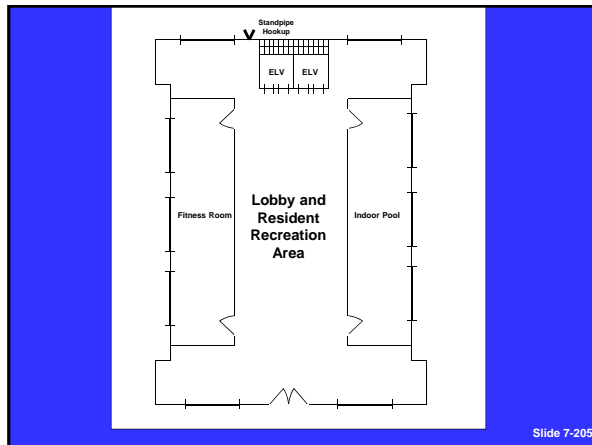 Standpipe
Hookup
ELV ELV
Lobby and
Resident
Recreation
Area
Fitness Room
Indoor Pool
Slide 7-205